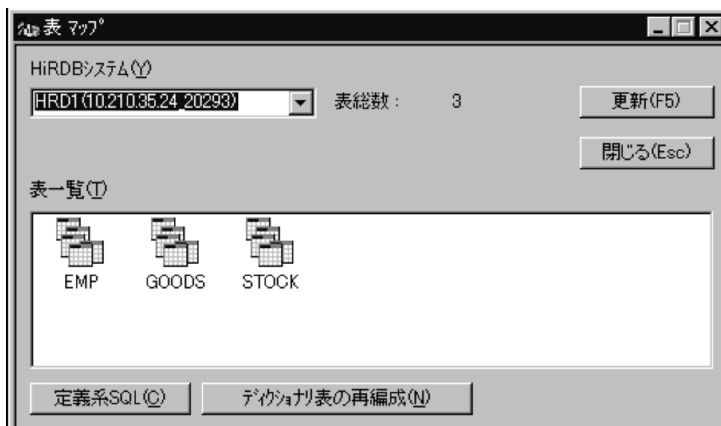 表 マップ
HiRDBシステム(Y)
HRD1(10.210.35.24_20293) 表総数： 3 更新(F5)
閉じる(Esc)
表一覧(T)
EMP GOODS STOCK
定義系SQL(C) ディクショナリ表の再編成(N)